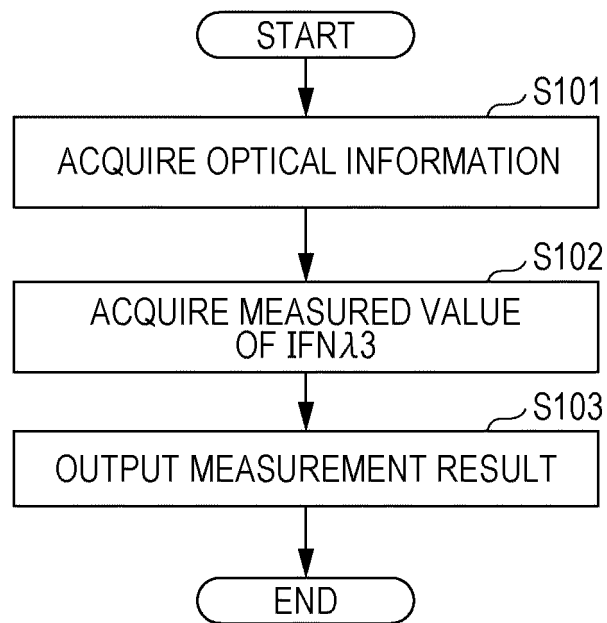 START
S101
ACQUIRE OPTICAL INFORMATION
S102
ACQUIRE MEASURED VALUE
OF IFNλ3
S103
OUTPUT MEASUREMENT RESULT
END